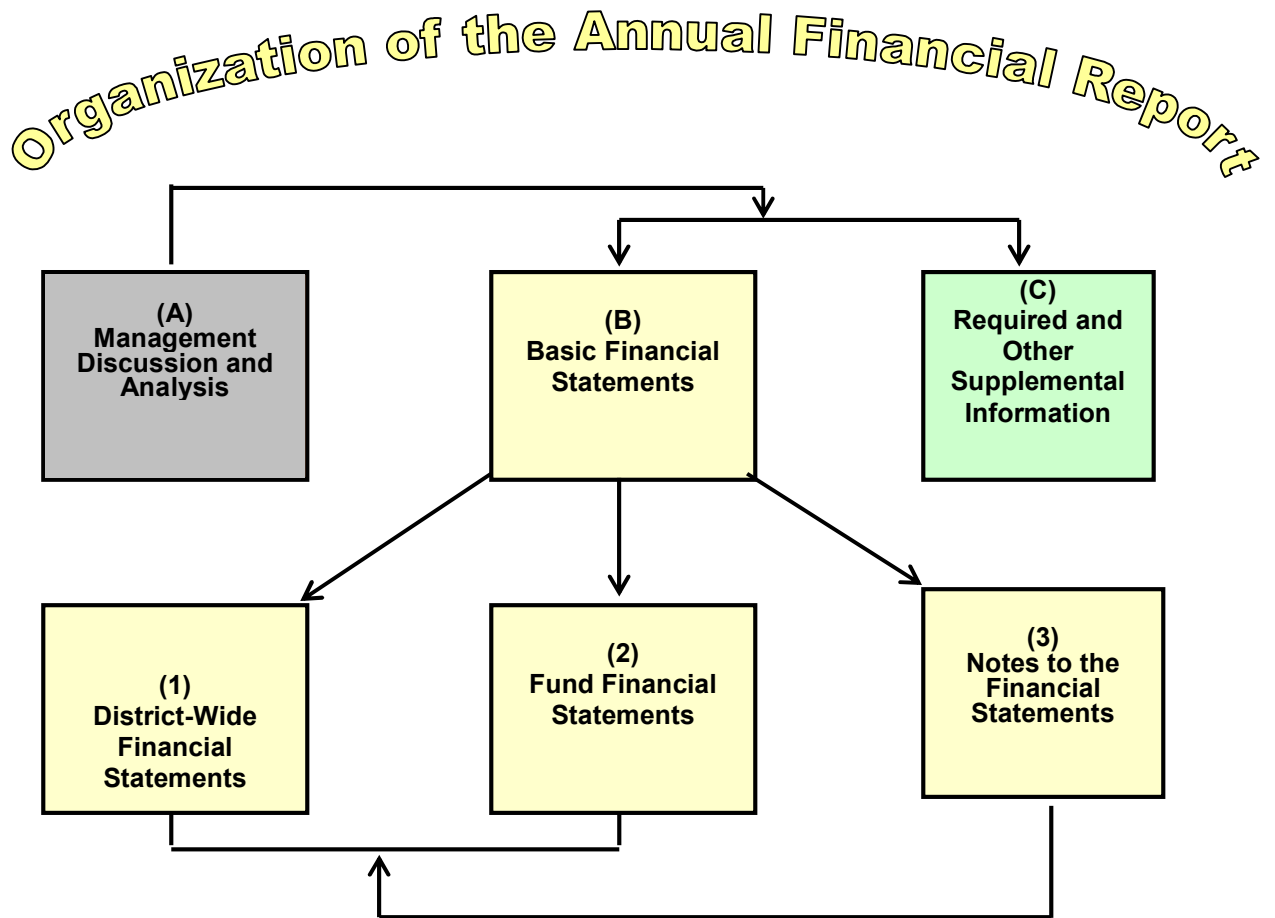 Organization of the Annual Financial Report
(A)
Management
Discussion and
Analysis
(B)
Basic Financial
Statements
(C)
Required and
Other
Supplemental
Information
(1)
District-Wide
Financial
Statements
(2)
Fund Financial
Statements
(3)
Notes to the
Financial
Statements